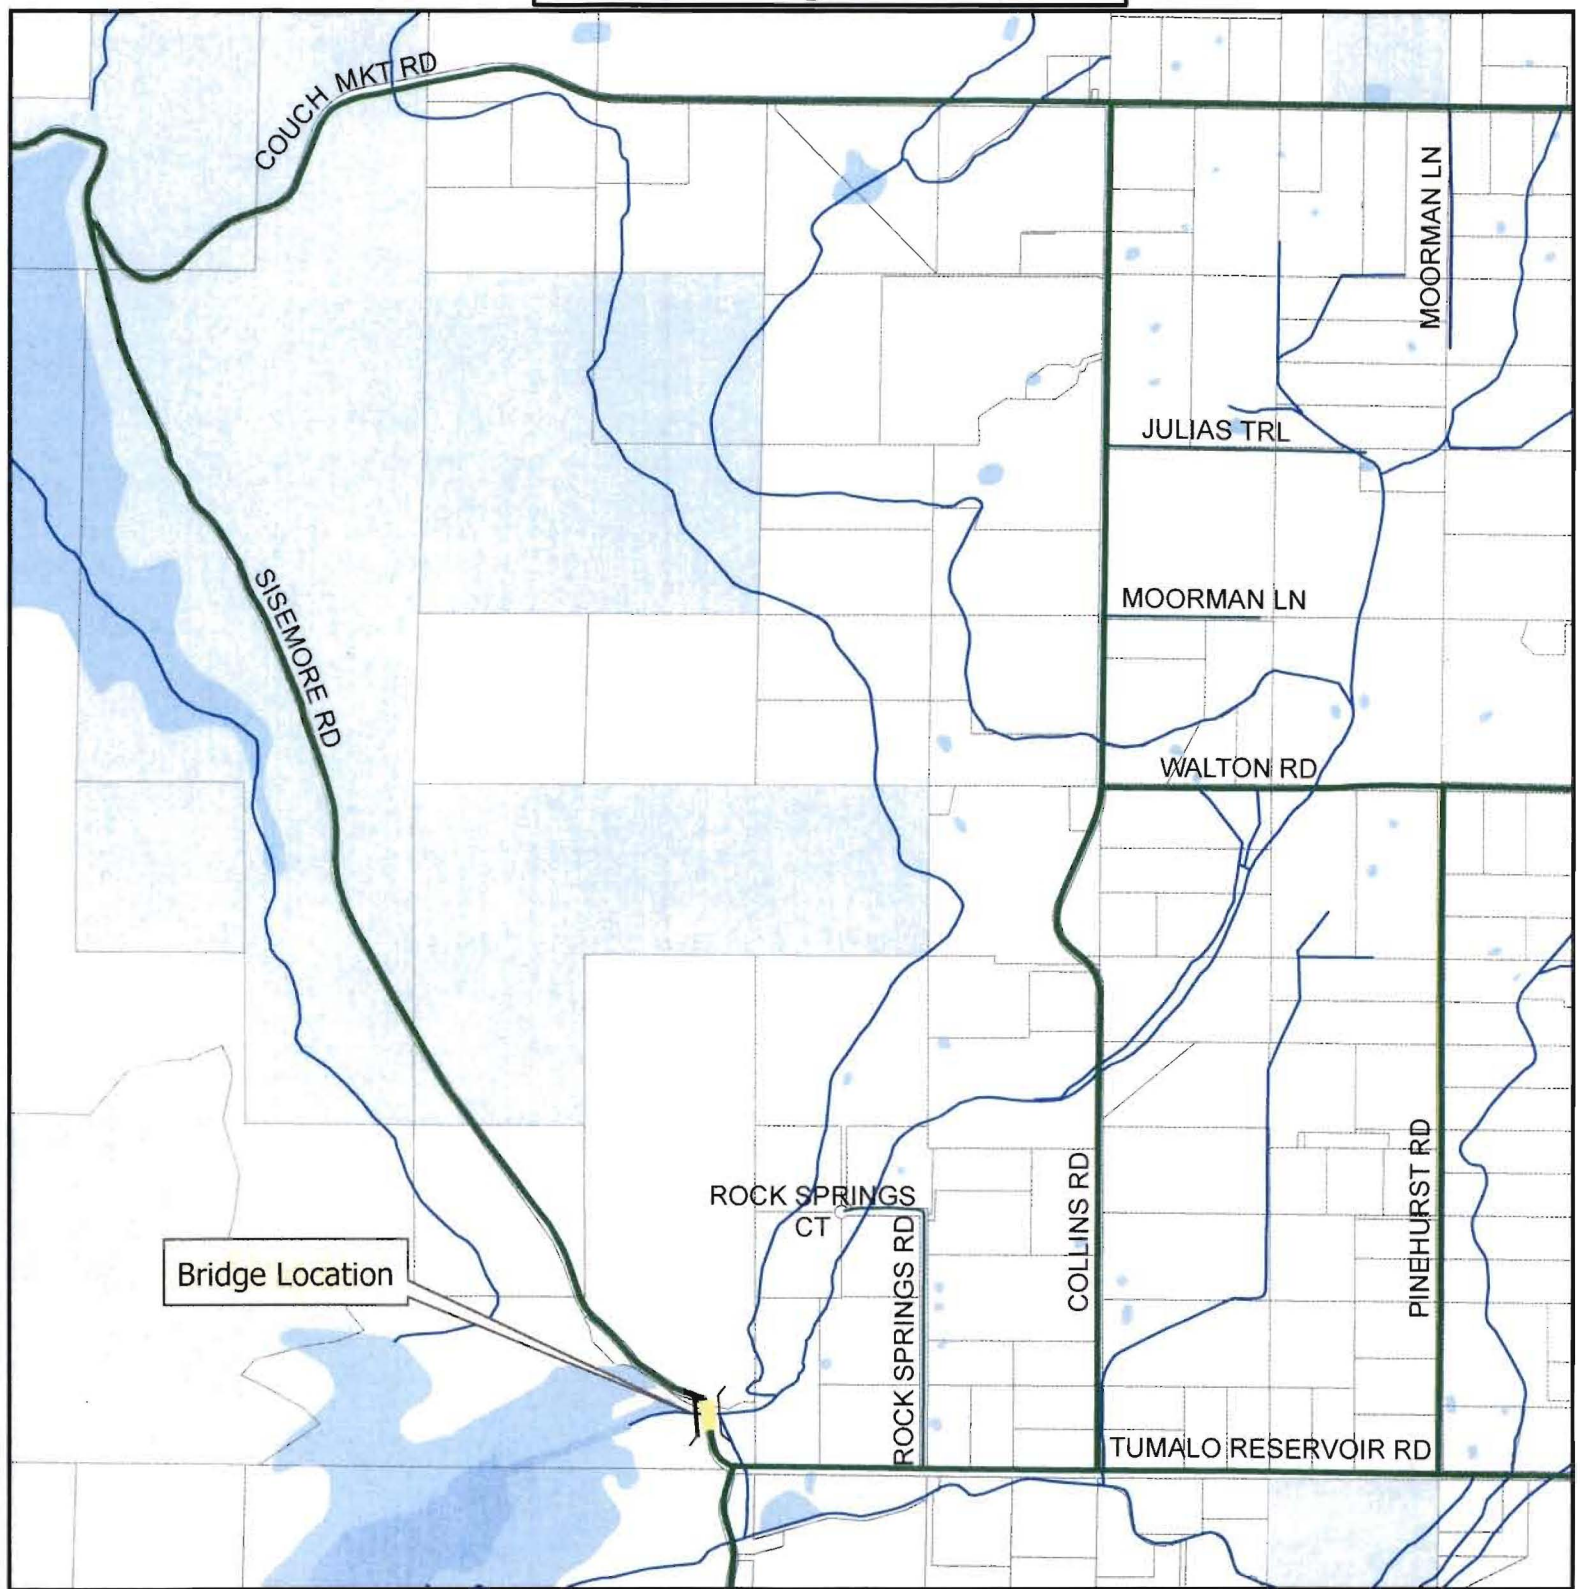 COUCH MKT RD
MOORMAN LN
JULIAS TRL
MOORMAN LN
SISEMORE RD
WALTON RD
ROCK SPRINGS
CT
ROCK SPRINGS RD
COLLINS RD
PINEHURST RD
Bridge Location
TUMALO RESERVOIR RD